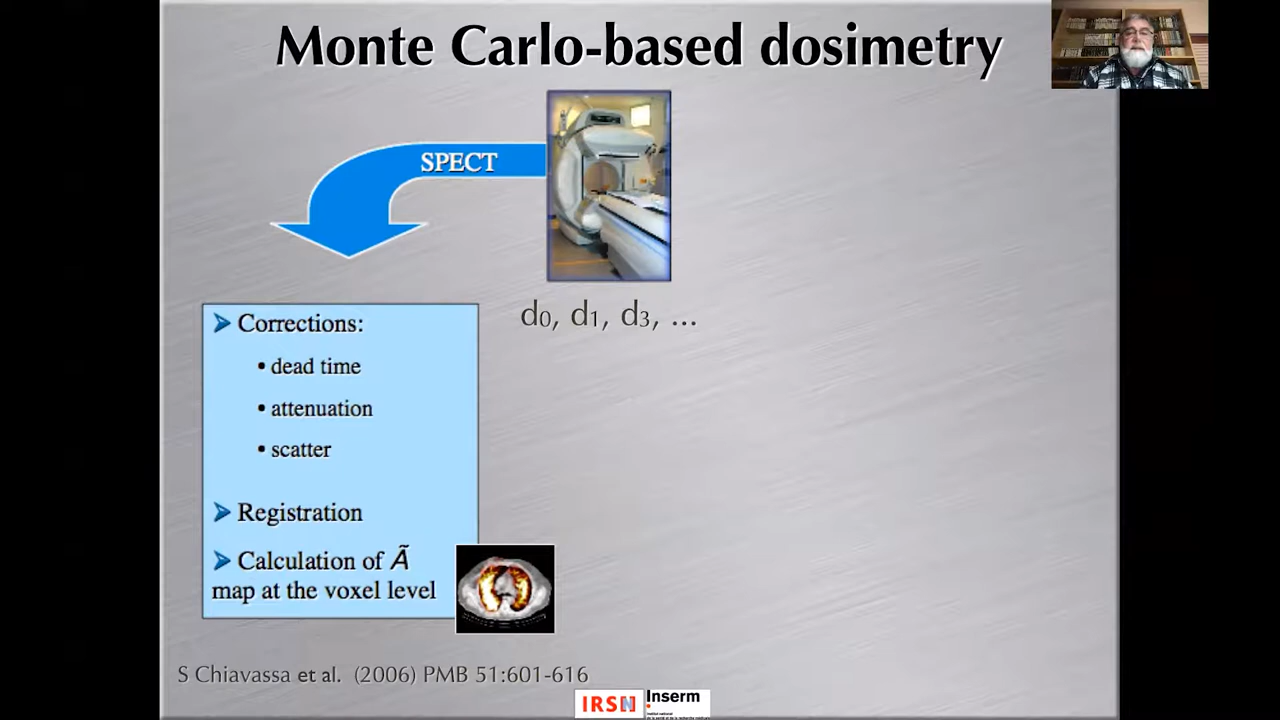 Monte Carlo-based dosimetry
SPECT
d0, d1, d3, ...
➤ Corrections:
• dead time
• attenuation
• scatter
➤ Registration
➤ Calculation of Ã
map at the voxel level
S Chiavassa et al. (2006) PMB 51:601-616
IRSN
Inserm